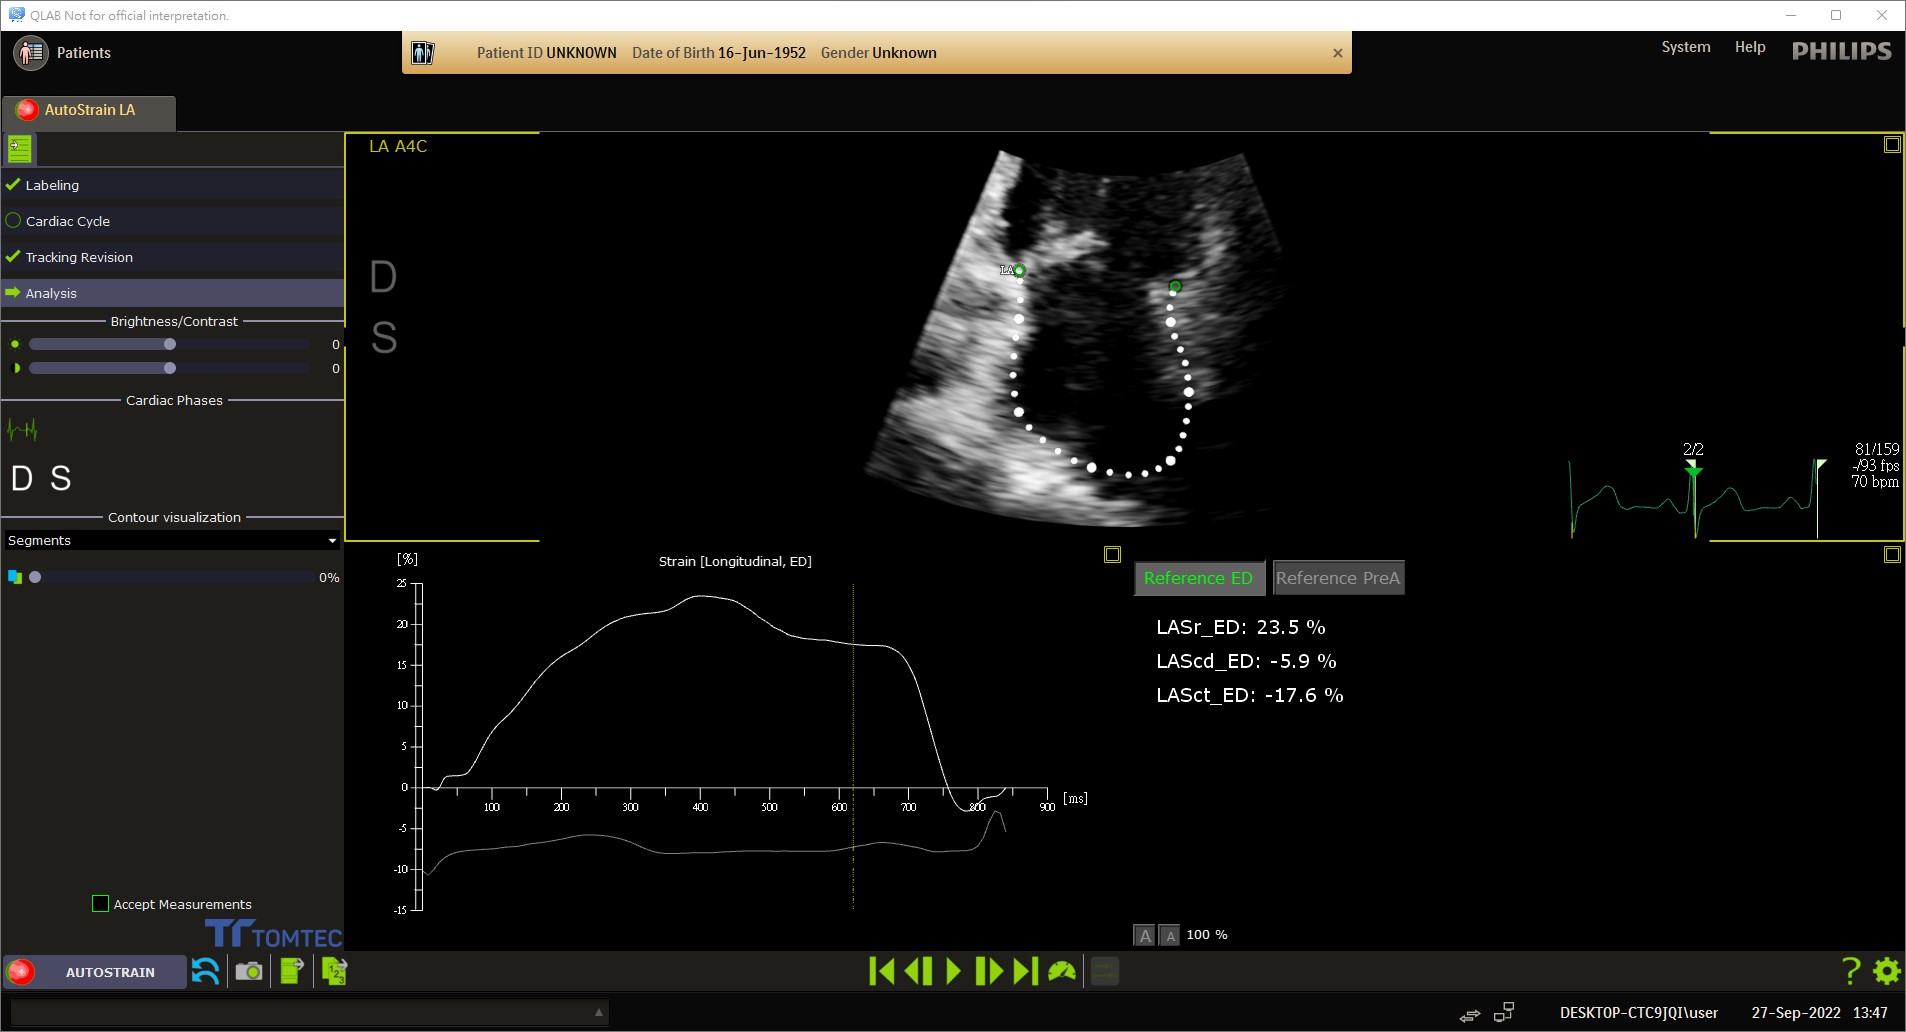 QLAB Not for official interpretation.
Patients
Patient ID UNKNOWN Date of Birth 16-Jun-1952 Gender Unknown
System Help PHILIPS
AutoStrain LA
Labeling
Cardiac Cycle
Tracking Revision
Analysis
Brightness/Contrast
0
0
Cardiac Phases
D S
Contour visualization
Segments
0%
Accept Measurements
TOMTEC
LA A4C
D
S
LA
2/2
81/159
-/93 fps
70 bpm
[%]
Strain [Longitudinal, ED]
25
20
15
10
5
0
-5
-10
-15
100 200 300 400 500 600 700 800 900 [ms]
Reference ED Reference PreA
LASr_ED: 23.5 %
LAScd_ED: -5.9 %
LASct_ED: -17.6 %
A A 100 %
AUTOSTRAIN
DESKTOP-CTC9JQI\user 27-Sep-2022 13:47